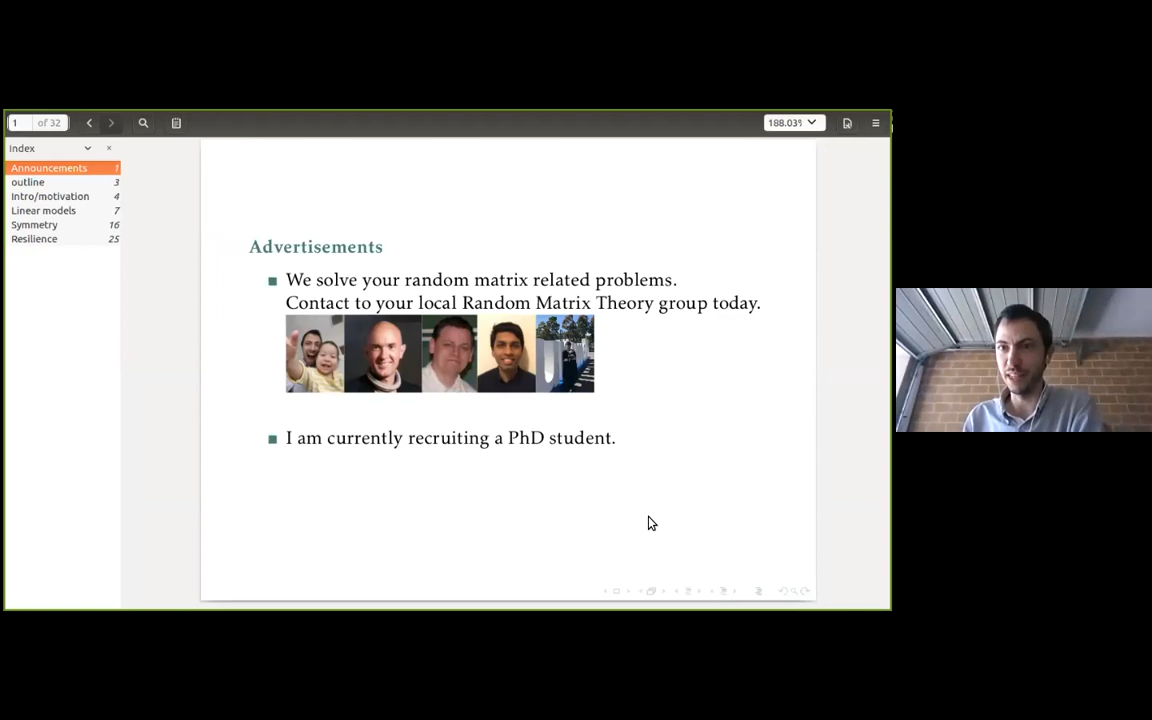 1 of 32
188.03%
Index
Announcements 1
outline 3
Intro/motivation 4
Linear models 7
Symmetry 16
Resilience 25
Advertisements
We solve your random matrix related problems.
Contact to your local Random Matrix Theory group today.
I am currently recruiting a PhD student.